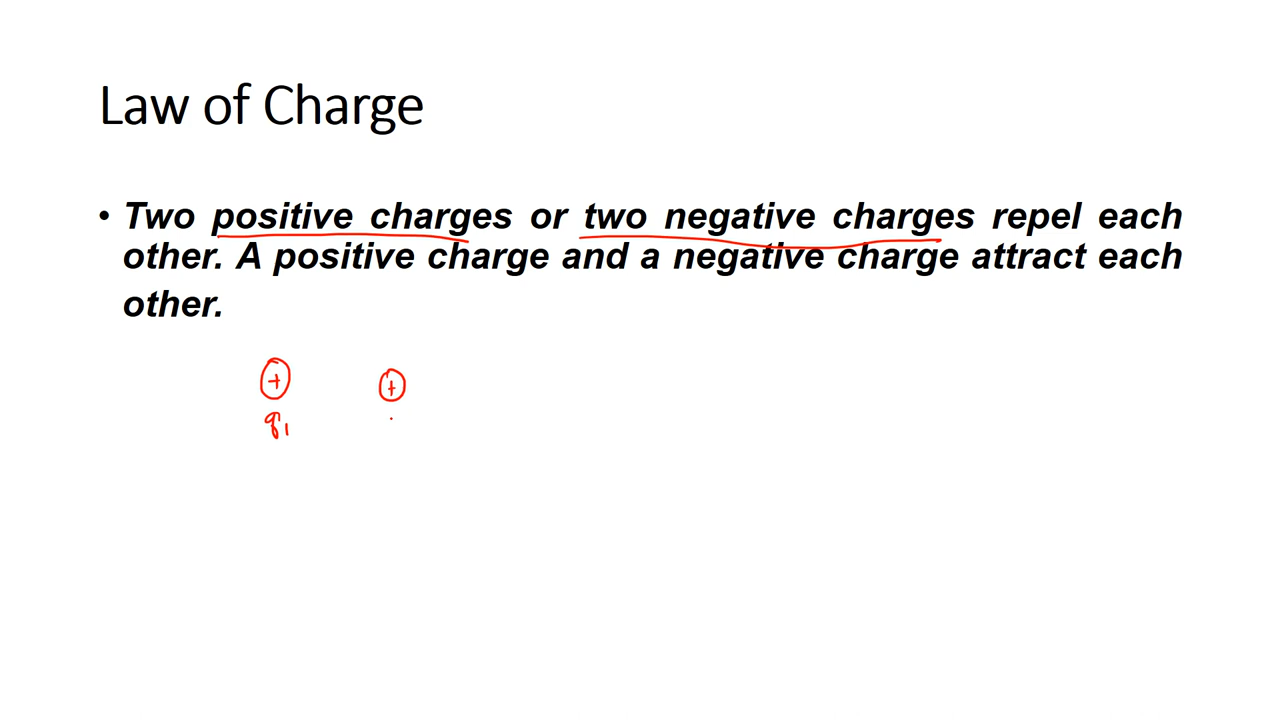 Law of Charge
• Two positive charges or two negative charges repel each
other. A positive charge and a negative charge attract each
other.
+ +
q1